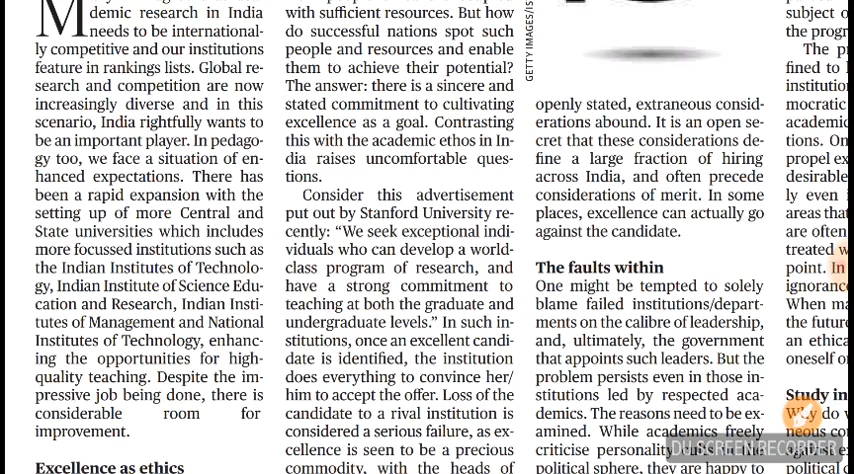 demic research in India
needs to be international-
ly competitive and our institutions
feature in rankings lists. Global re-
search and competition are now
increasingly diverse and in this
scenario, India rightfully wants to
be an important player. In pedago-
gy too, we face a situation of en-
hanced expectations. There has
been a rapid expansion with the
setting up of more Central and
State universities which includes
more focussed institutions such as
the Indian Institutes of Technolo-
gy, Indian Institute of Science Edu-
cation and Research, Indian Insti-
tutes of Management and National
Institutes of Technology, enhanc-
ing the opportunities for high-
quality teaching. Despite the im-
pressive job being done, there is
considerable room for
improvement.
Excellence as ethics
with sufficient resources. But how
do successful nations spot such
people and resources and enable
them to achieve their potential?
The answer: there is a sincere and
stated commitment to cultivating
excellence as a goal. Contrasting
this with the academic ethos in In-
dia raises uncomfortable ques-
tions.
Consider this advertisement
put out by Stanford University re-
cently: “We seek exceptional indi-
viduals who can develop a world-
class program of research, and
have a strong commitment to
teaching at both the graduate and
undergraduate levels.” In such in-
stitutions, once an excellent candi-
date is identified, the institution
does everything to convince her/
him to accept the offer. Loss of the
candidate to a rival institution is
considered a serious failure, as ex-
cellence is seen to be a precious
commodity, with the heads of
GETTY IMAGES/IS
openly stated, extraneous consid-
erations abound. It is an open se-
cret that these considerations de-
fine a large fraction of hiring
across India, and often precede
considerations of merit. In some
places, excellence can actually go
against the candidate.
The faults within
One might be tempted to solely
blame failed institutions/depart-
ments on the calibre of leadership,
and, ultimately, the government
that appoints such leaders. But the
problem persists even in those in-
stitutions led by respected aca-
demics. The reasons need to be ex-
amined. While academics freely
criticise personality cults in the
political sphere, they are happy to
subject o
the progr
The p
fined to
institutio
mocratic
academic
tions. On
propel ex
desirable
ly even
areas that
are often
treated w
point. In
ignorance
When ma
the future
an ethica
oneself o
Study in
Why do
neous co
against e
political
DU SCREEN RECORDER